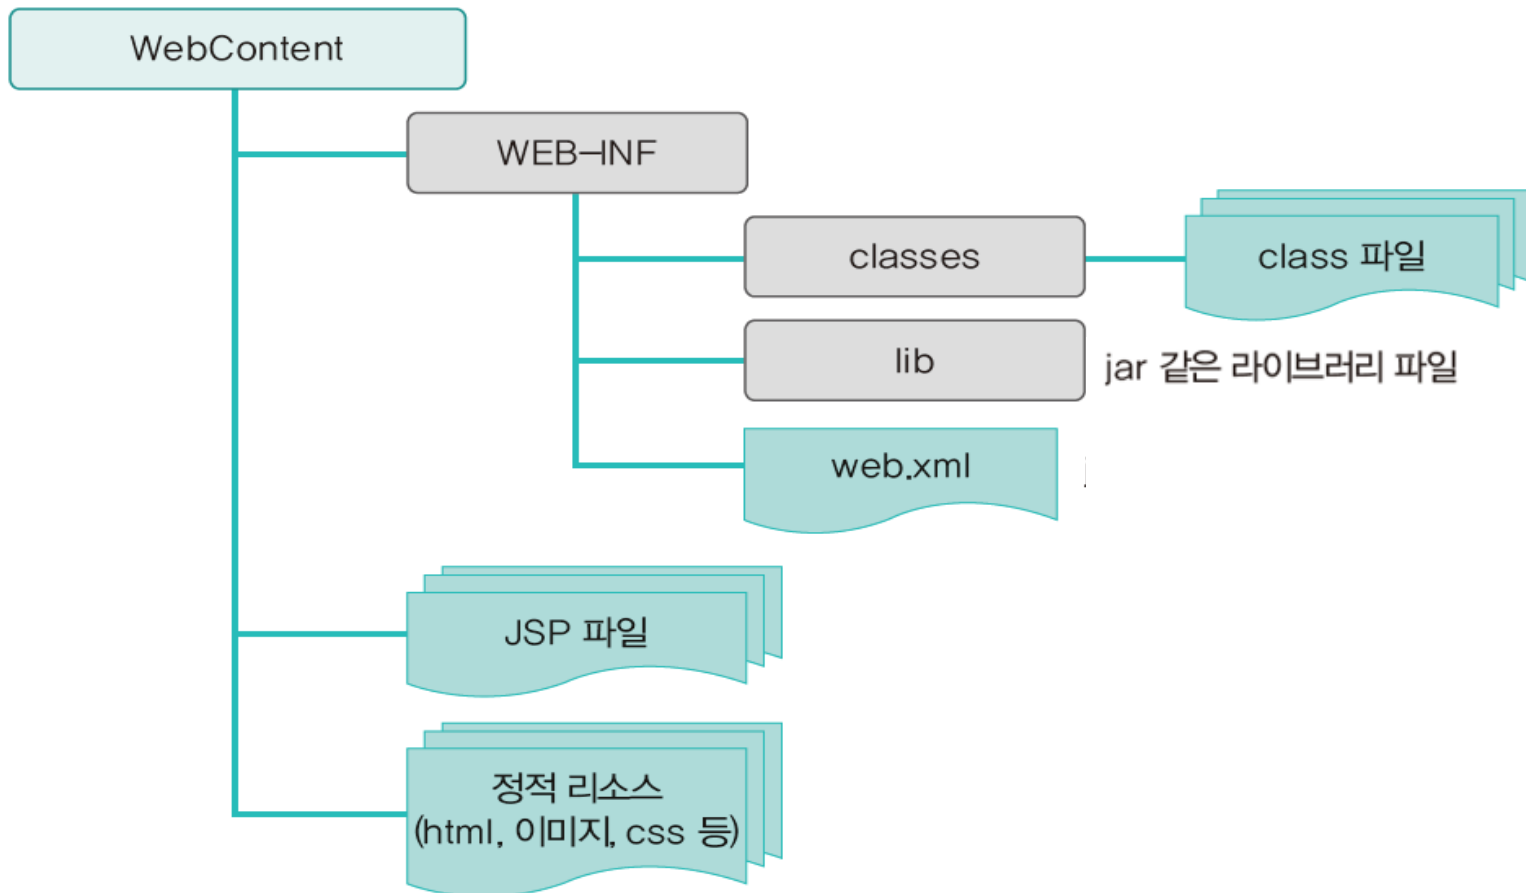 WebContent
WEB-INF
classes
class 파일
lib
jar 같은 라이브러리 파일
web.xml
JSP 파일
정적 리소스
(html, 이미지, css 등)